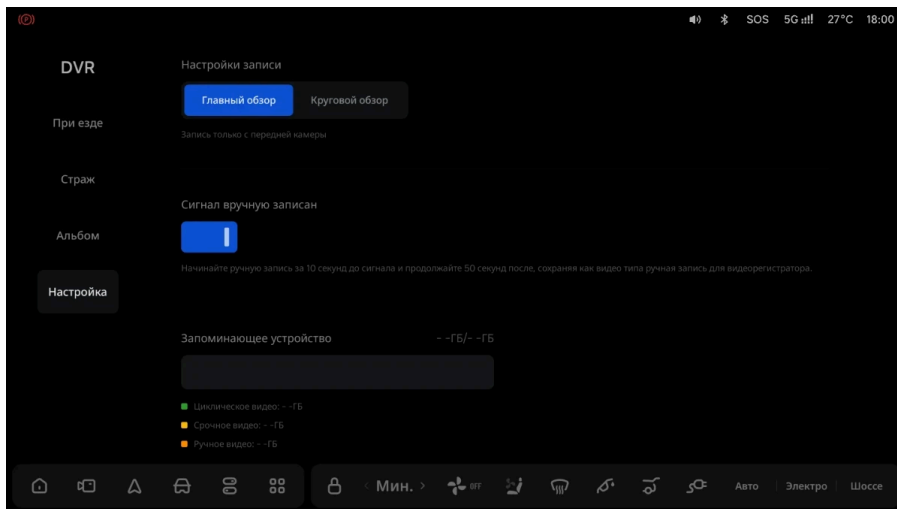 (P)
SOS 5G 27°C 18:00
DVR
При езде
Страж
Альбом
Настройка
Настройки записи
Главный обзор Круговой обзор
Запись только с передней камеры
Сигнал вручную записан
Начинайте ручную запись за 10 секунд до сигнала и продолжайте 50 секунд после, сохраняя как видео типа ручная запись для видеорегистратора.
Запоминающее устройство - -ГБ/- -ГБ
Циклическое видео: - -ГБ
Срочное видео: - -ГБ
Ручное видео: - -ГБ
< Мин. > OFF Авто Электро Шоссе